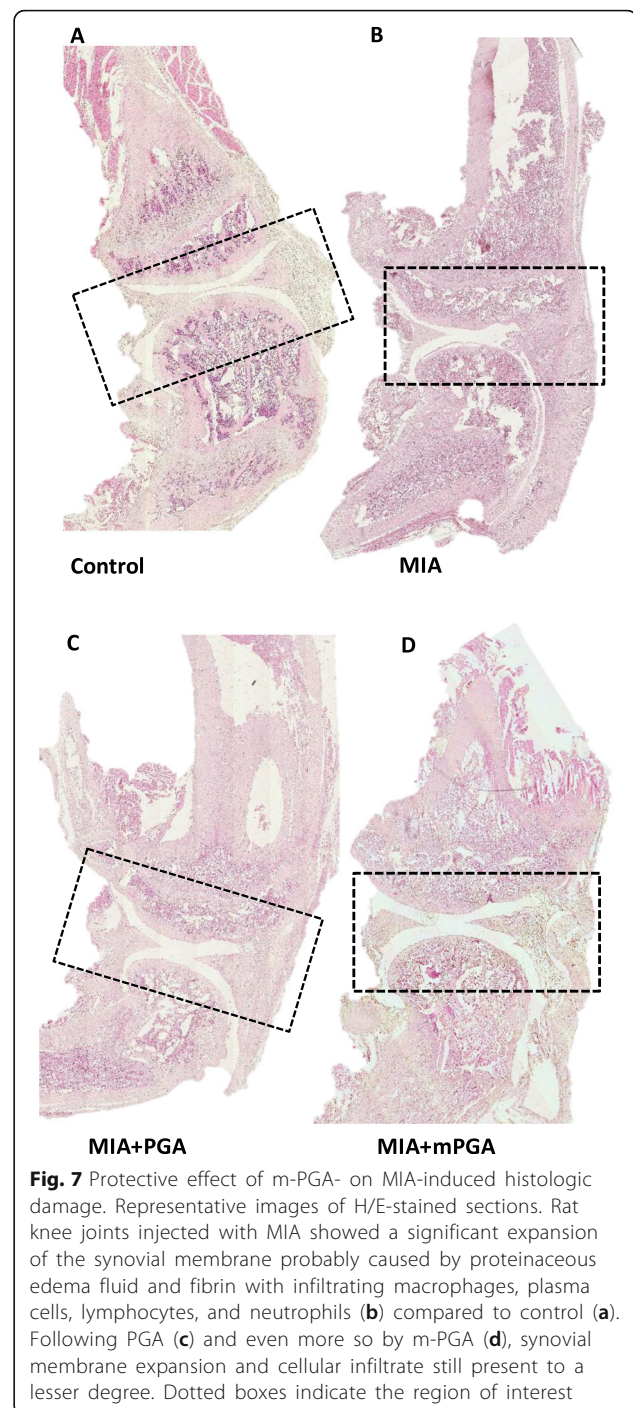 A
B
Control
MIA
C
D
MIA+PGA
MIA+mPGA
Fig. 7 Protective effect of m-PGA- on MIA-induced histologic
damage. Representative images of H/E-stained sections. Rat
knee joints injected with MIA showed a significant expansion
of the synovial membrane probably caused by proteinaceous
edema fluid and fibrin with infiltrating macrophages, plasma
cells, lymphocytes, and neutrophils (b) compared to control (a).
Following PGA (c) and even more so by m-PGA (d), synovial
membrane expansion and cellular infiltrate still present to a
lesser degree. Dotted boxes indicate the region of interest